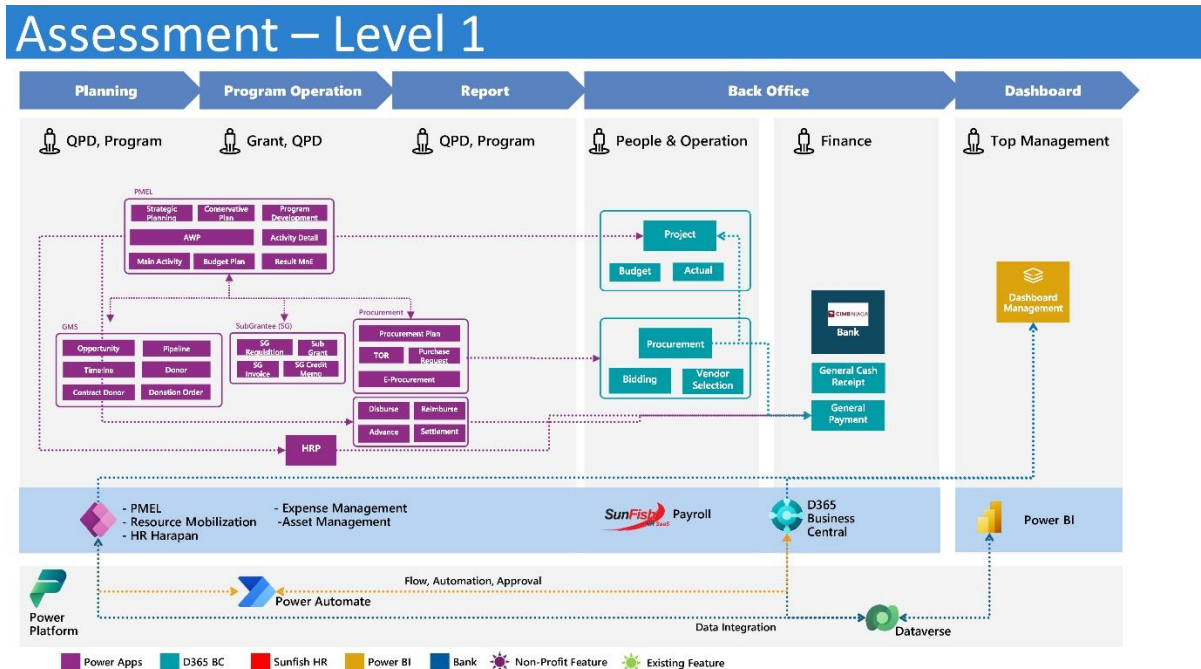 Assessment – Level 1
Planning
Program Operation
Report
Back Office
Dashboard
QPD, Program
Grant, QPD
QPD, Program
People & Operation
Finance
Top Management
PMEL
Strategic
Planning
Conservative
Plan
Program
Development
AWP
Activity Detail
Main Activity
Budget Plan
Result MnE
GMS
Opportunity
Pipeline
Timeline
Donor
Contract Donor
Donation Order
SubGrantee (SG)
SG
Requisition
Sub
Grant
SG
Invoice
SG Credit
Memo
Procurement
Procurement Plan
TOR
Purchase
Request
E-Procurement
Disburse
Reimburse
Advance
Settlement
HRP
Project
Budget
Actual
Procurement
Bidding
Vendor
Selection
CIMB NIAGA
Bank
General Cash
Receipt
General
Payment
Dashboard
Management
- PMEL
- Resource Mobilization
- HR Harapan
- Expense Management
-Asset Management
SunFish
HR SaaS
Payroll
D365
Business
Central
Power BI
Power
Platform
Power Automate
Flow, Automation, Approval
Data Integration
Dataverse
Power Apps
D365 BC
Sunfish HR
Power BI
Bank
Non-Profit Feature
Existing Feature